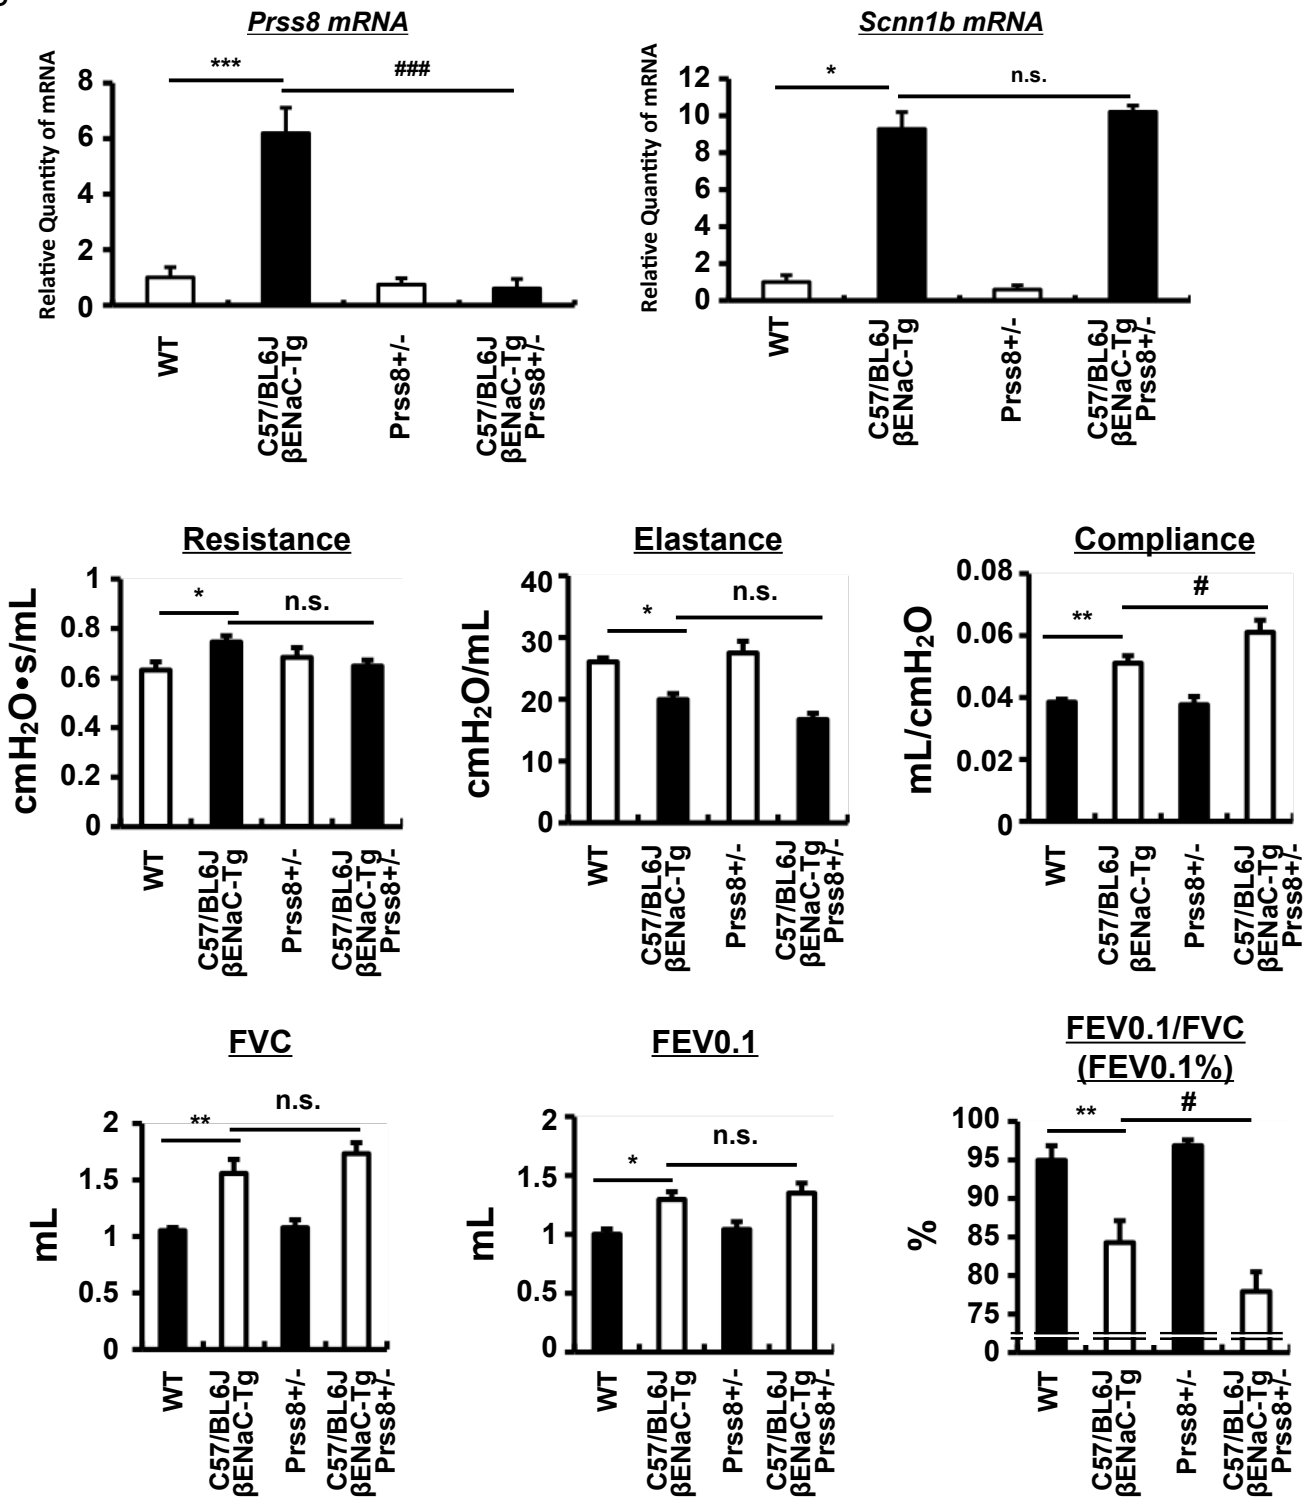 Prss8 mRNA
Relative Quantity of mRNA
8
6
4
2
0
***
###
WT
C57/BL6J
βENaC-Tg
Prss8+/-
C57/BL6J
βENaC-Tg
Prss8+/-
Scnn1b mRNA
Relative Quantity of mRNA
12
10
8
6
4
2
0
*
n.s.
WT
C57/BL6J
βENaC-Tg
Prss8+/-
C57/BL6J
βENaC-Tg
Prss8+/-
Resistance
cmH₂O•s/mL
1
0.8
0.6
0.4
0.2
0
*
n.s.
WT
C57/BL6J
βENaC-Tg
Prss8+/-
C57/BL6J
βENaC-Tg
Prss8+/-
Elastance
cmH₂O/mL
40
30
20
10
0
*
n.s.
WT
C57/BL6J
βENaC-Tg
Prss8+/-
C57/BL6J
βENaC-Tg
Prss8+/-
Compliance
mL/cmH₂O
0.08
0.06
0.04
0.02
0
**
#
WT
C57/BL6J
βENaC-Tg
Prss8+/-
C57/BL6J
βENaC-Tg
Prss8+/-
FVC
mL
2
1.5
1
0.5
0
**
n.s.
WT
C57/BL6J
βENaC-Tg
Prss8+/-
C57/BL6J
βENaC-Tg
Prss8+/-
FEV0.1
mL
2
1.5
1
0.5
0
*
n.s.
WT
C57/BL6J
βENaC-Tg
Prss8+/-
C57/BL6J
βENaC-Tg
Prss8+/-
FEV0.1/FVC
(FEV0.1%)
%
100
95
90
85
80
75
0
**
#
WT
C57/BL6J
βENaC-Tg
Prss8+/-
C57/BL6J
βENaC-Tg
Prss8+/-